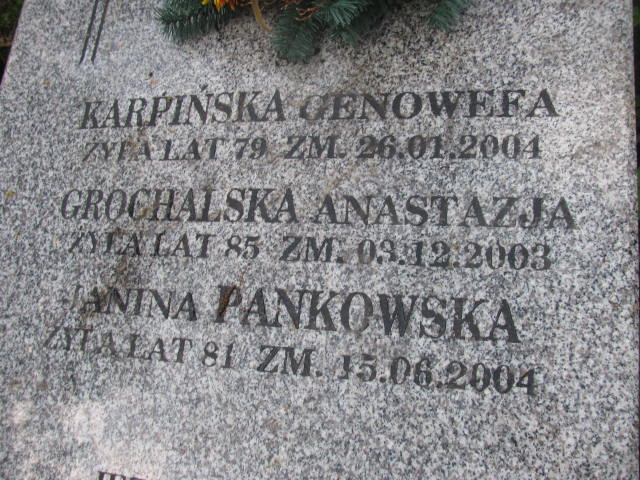 KARPIŃSKA GENOWEFA
ŻYŁA LAT 79 ZM. 26.01.2004
GROCHALSKA ANASTAZJA
ŻYŁA LAT 85 ZM. 03.12.2003
JANINA PANKOWSKA
ŻYŁA LAT 81 ZM. 15.06.2004